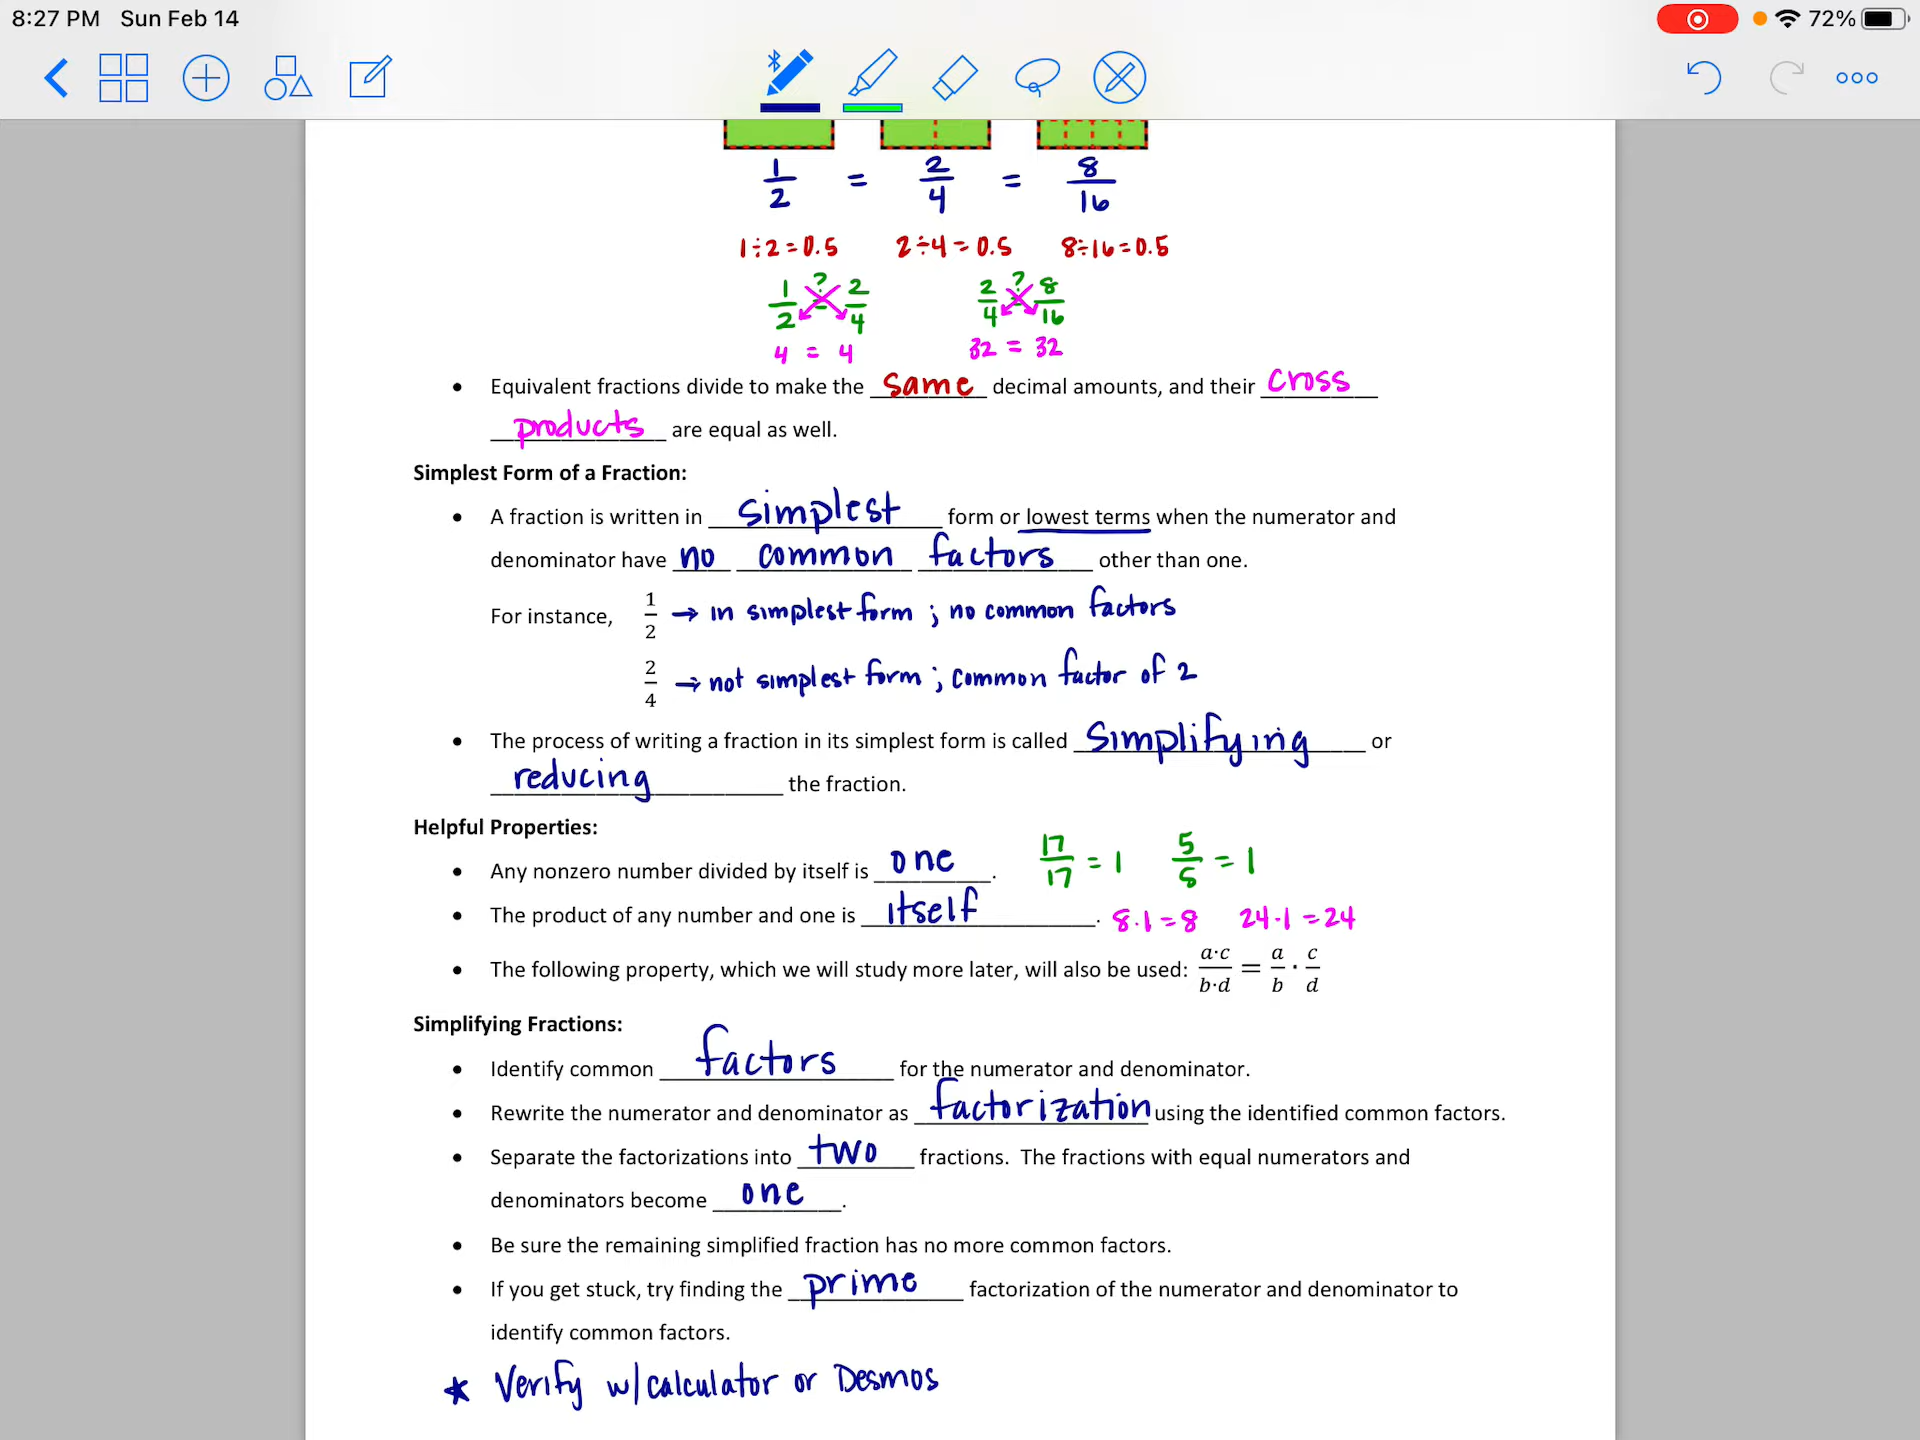 8:27 PM Sun Feb 14 72%
1/2 = 2/4 = 8/16
1÷2=0.5 2÷4=0.5 8÷16=0.5
1/2 ?= 2/4 2/4 ?= 8/16
4 = 4 32 = 32
• Equivalent fractions divide to make the same decimal amounts, and their cross
products are equal as well.
Simplest Form of a Fraction:
• A fraction is written in simplest form or lowest terms when the numerator and
denominator have no common factors other than one.
For instance, 1/2 → in simplest form ; no common factors
2/4 → not simplest form ; common factor of 2
• The process of writing a fraction in its simplest form is called simplifying or
reducing the fraction.
Helpful Properties:
• Any nonzero number divided by itself is one. 17/17 = 1 5/5 = 1
• The product of any number and one is itself. 8·1=8 24·1=24
• The following property, which we will study more later, will also be used: a·c/b·d = a/b · c/d
Simplifying Fractions:
• Identify common factors for the numerator and denominator.
• Rewrite the numerator and denominator as factorization using the identified common factors.
• Separate the factorizations into two fractions. The fractions with equal numerators and
denominators become one.
• Be sure the remaining simplified fraction has no more common factors.
• If you get stuck, try finding the prime factorization of the numerator and denominator to
identify common factors.
* Verify w/calculator or Desmos